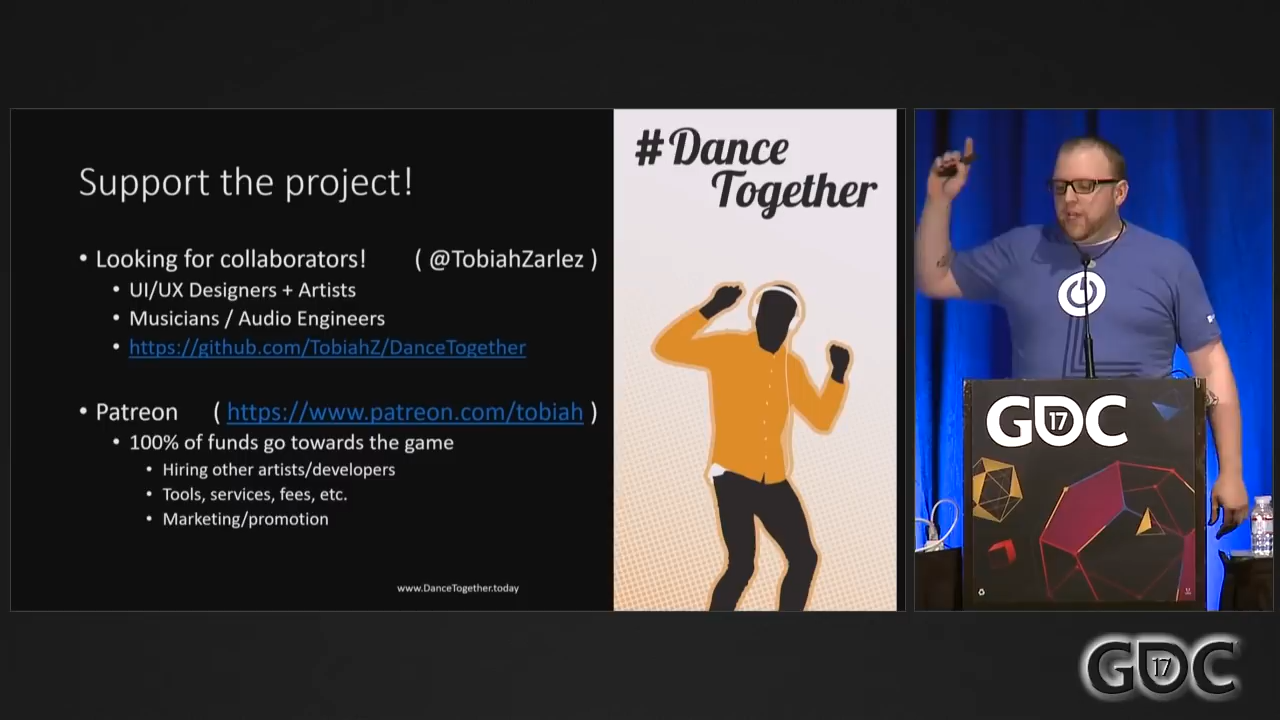 Support the project!
• Looking for collaborators! ( @TobiahZarlez )
• UI/UX Designers + Artists
• Musicians / Audio Engineers
• https://github.com/TobiahZ/DanceTogether
• Patreon ( https://www.patreon.com/tobiah )
• 100% of funds go towards the game
• Hiring other artists/developers
• Tools, services, fees, etc.
• Marketing/promotion
www.DanceTogether.today
#Dance
Together
GDC
17
GDC
17